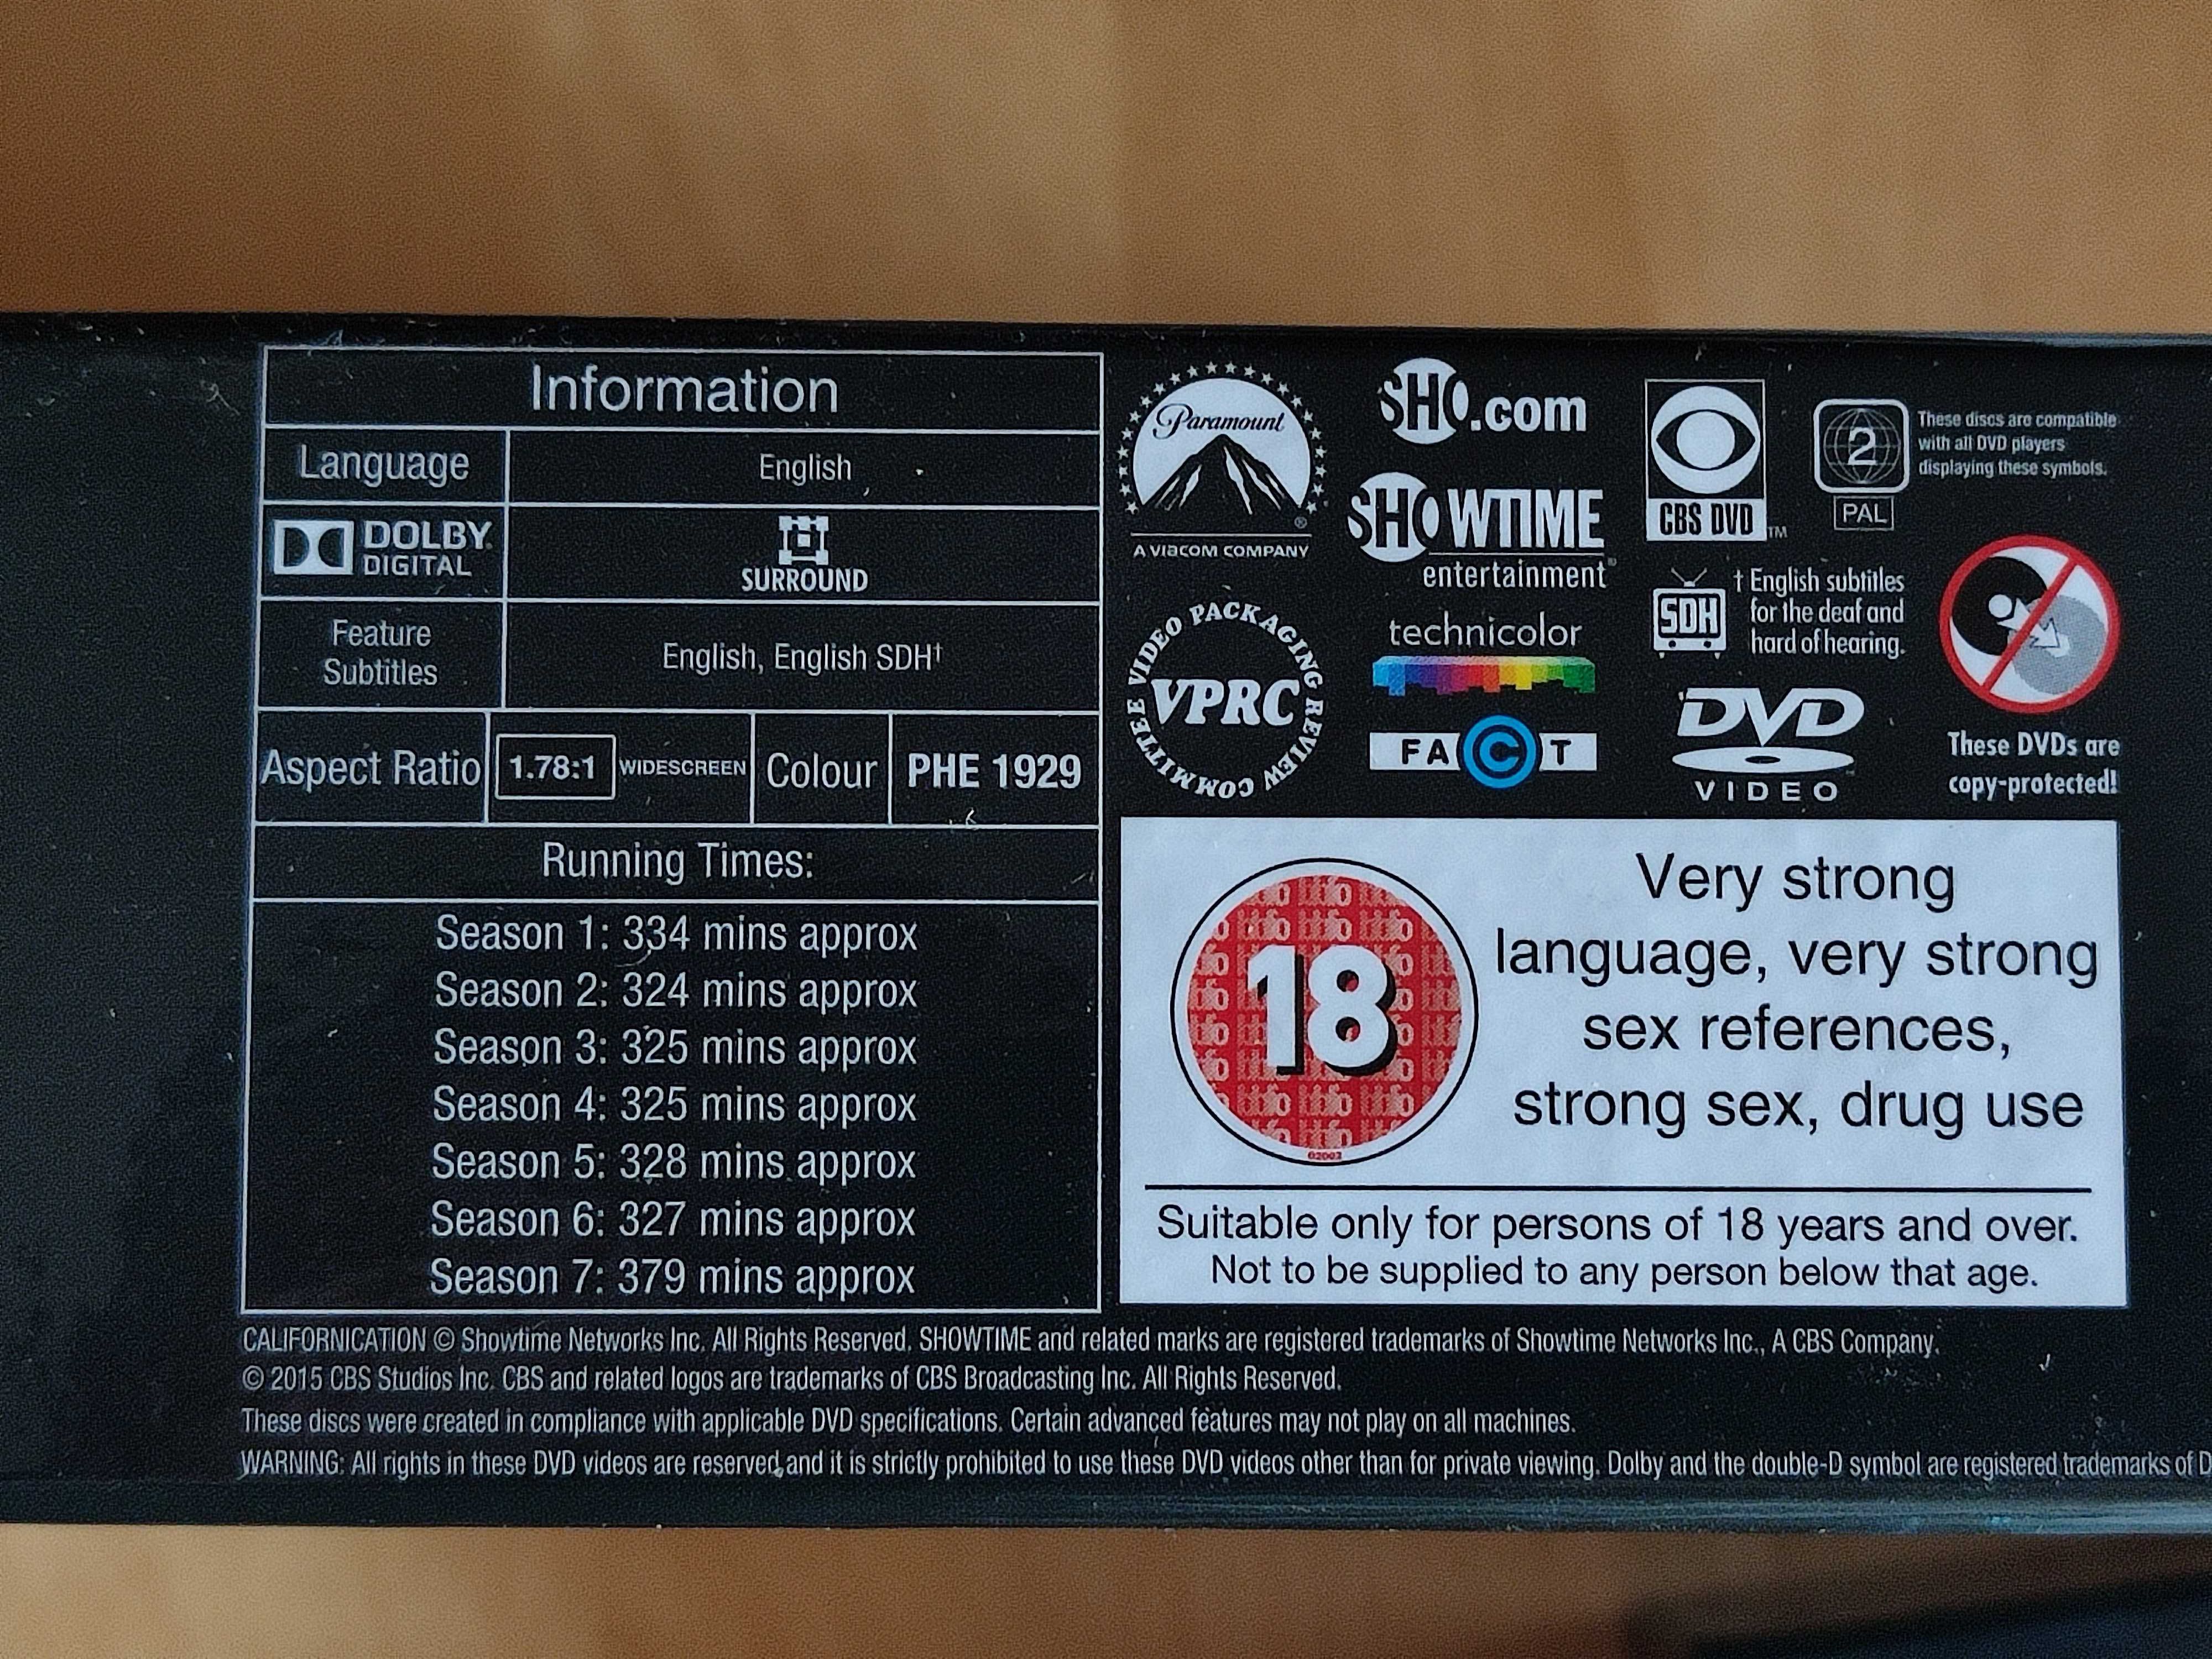 Information
Language English
DOLBY DIGITAL SURROUND
Feature Subtitles English, English SDH†
Aspect Ratio 1.78:1 WIDESCREEN Colour PHE 1929
Running Times:
Season 1: 334 mins approx
Season 2: 324 mins approx
Season 3: 325 mins approx
Season 4: 325 mins approx
Season 5: 328 mins approx
Season 6: 327 mins approx
Season 7: 379 mins approx
Paramount®
A VIACOM COMPANY
SHO.com
SHOWTIME
entertainment®
CBS DVD™
2
PAL
These discs are compatible
with all DVD players
displaying these symbols.
VIDEO PACKAGING REVIEW COMMITTEE
VPRC
technicolor
FACT
SDH
† English subtitles
for the deaf and
hard of hearing.
DVD
VIDEO
These DVDs are
copy-protected!
18
Very strong
language, very strong
sex references,
strong sex, drug use
Suitable only for persons of 18 years and over.
Not to be supplied to any person below that age.
CALIFORNICATION © Showtime Networks Inc. All Rights Reserved. SHOWTIME and related marks are registered trademarks of Showtime Networks Inc., A CBS Company.
© 2015 CBS Studios Inc. CBS and related logos are trademarks of CBS Broadcasting Inc. All Rights Reserved.
These discs were created in compliance with applicable DVD specifications. Certain advanced features may not play on all machines.
WARNING: All rights in these DVD videos are reserved and it is strictly prohibited to use these DVD videos other than for private viewing. Dolby and the double-D symbol are registered trademarks of D